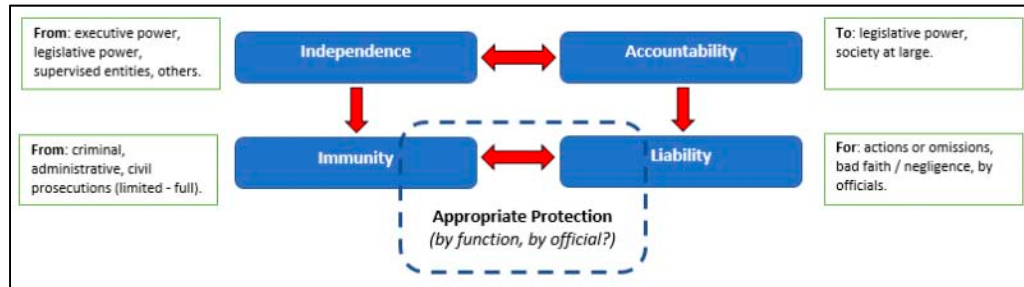 From: executive power,
legislative power,
supervised entities, others.
Independence
Accountability
To: legislative power,
society at large.
From: criminal,
administrative, civil
prosecutions (limited - full).
Immunity
Liability
For: actions or omissions,
bad faith / negligence, by
officials.
Appropriate Protection
(by function, by official?)